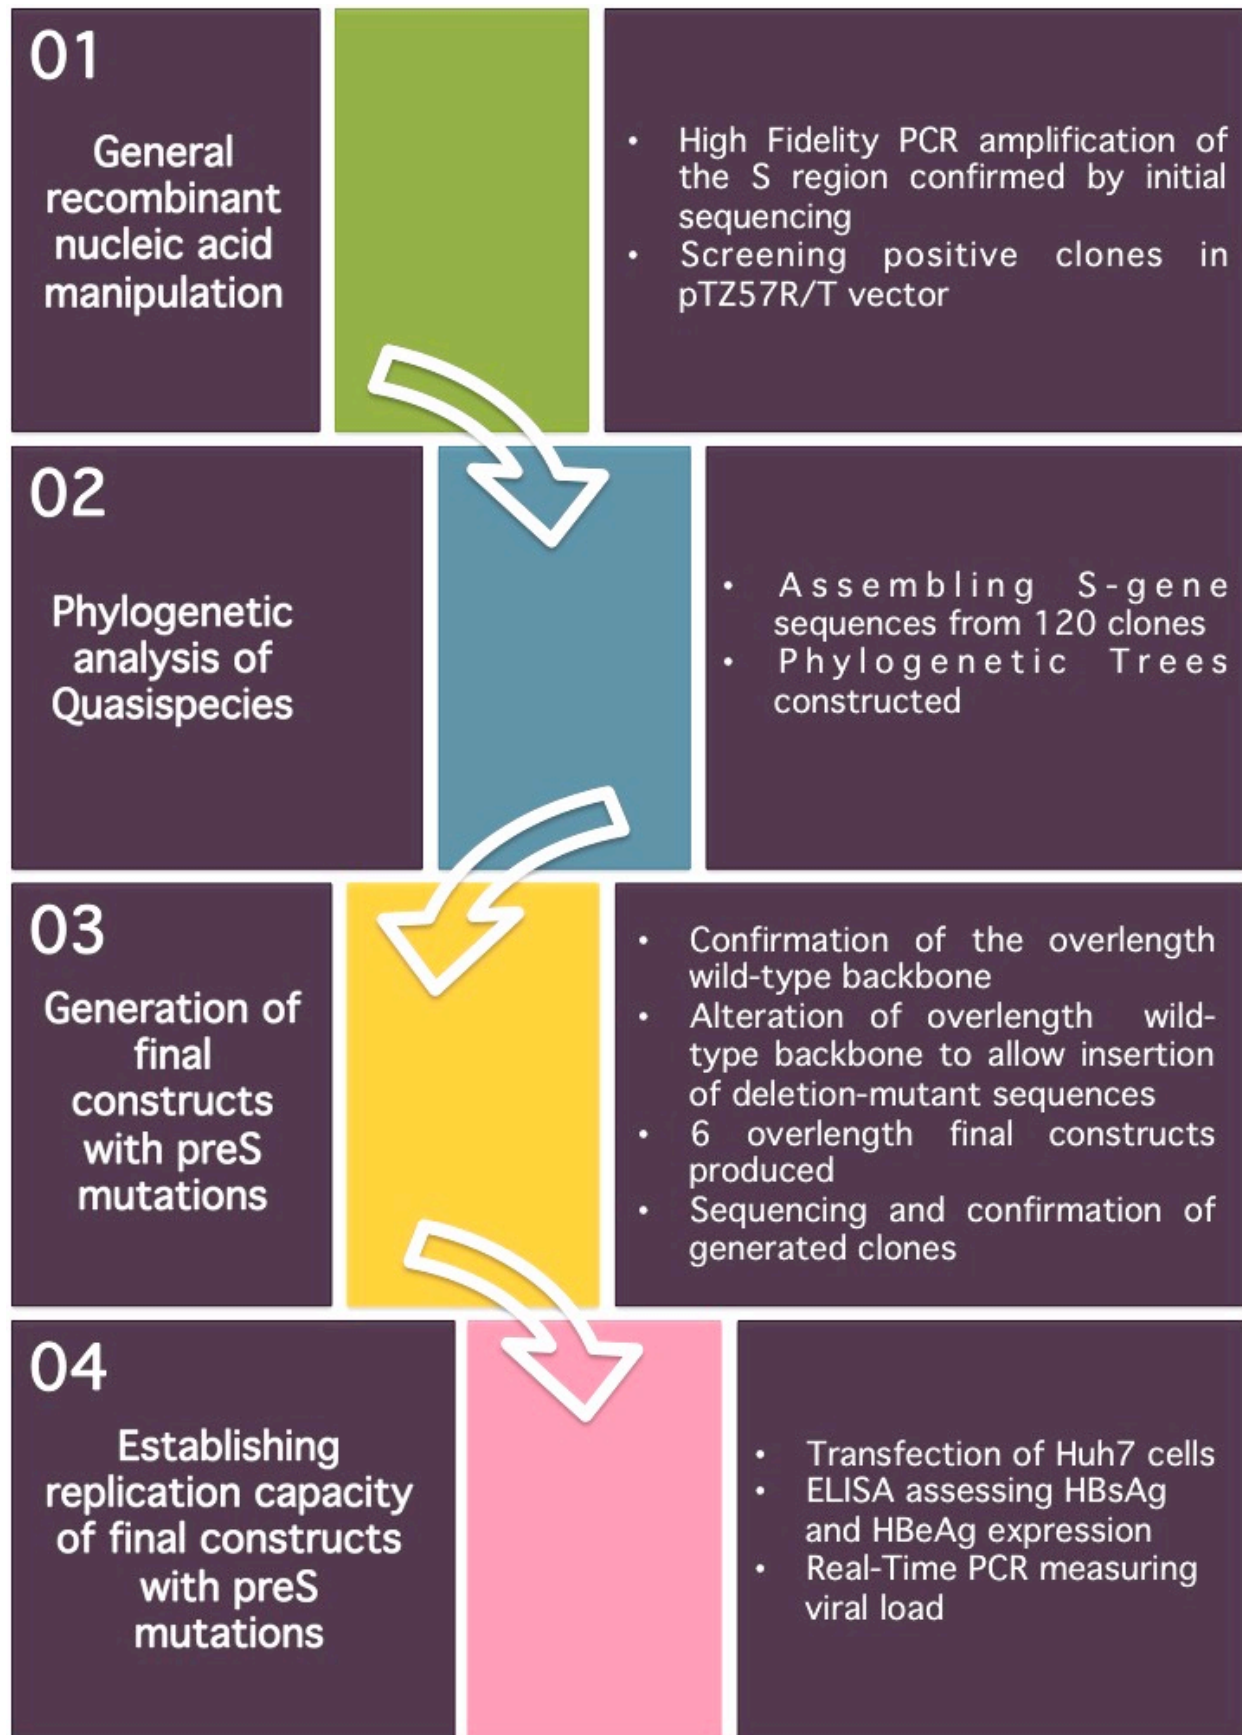 01
General
recombinant
nucleic acid
manipulation
• High Fidelity PCR amplification of
the S region confirmed by initial
sequencing
• Screening positive clones in
pTZ57R/T vector
02
Phylogenetic
analysis of
Quasispecies
• Assembling S-gene
sequences from 120 clones
• Phylogenetic Trees
constructed
03
Generation of
final
constructs
with preS
mutations
• Confirmation of the overlength
wild-type backbone
• Alteration of overlength wild-
type backbone to allow insertion
of deletion-mutant sequences
• 6 overlength final constructs
produced
• Sequencing and confirmation of
generated clones
04
Establishing
replication capacity
of final constructs
with preS
mutations
• Transfection of Huh7 cells
• ELISA assessing HBsAg
and HBeAg expression
• Real-Time PCR measuring
viral load